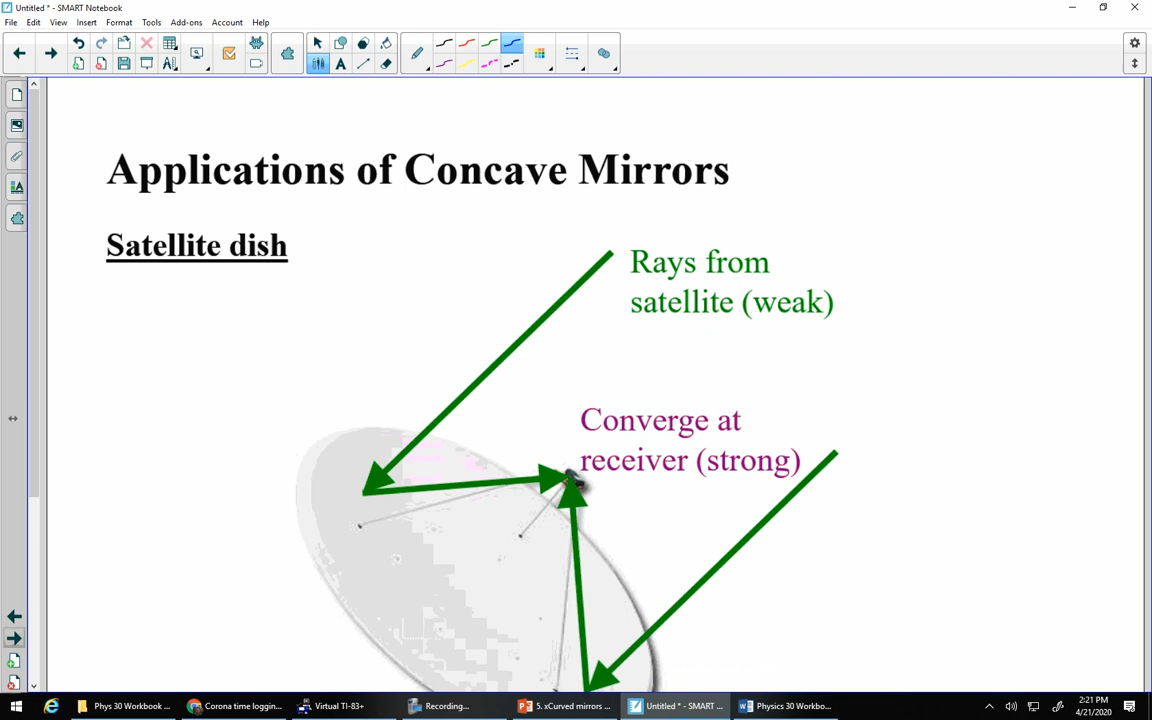 Untitled * - SMART Notebook
File Edit View Insert Format Tools Add-ons Account Help
Applications of Concave Mirrors
Satellite dish
Rays from
satellite (weak)
Converge at
receiver (strong)
Phys 30 Workbook ...
Corona time loggin...
Virtual TI-83+
Recording...
5. xCurved mirrors ...
Untitled * - SMART ...
Physics 30 Workbo...
2:21 PM
4/21/2020